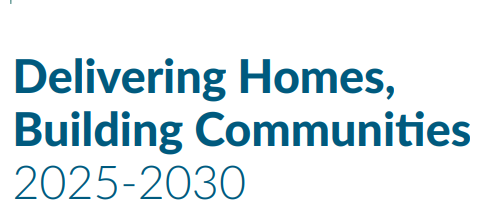 Delivering Homes,
Building Communities
2025-2030